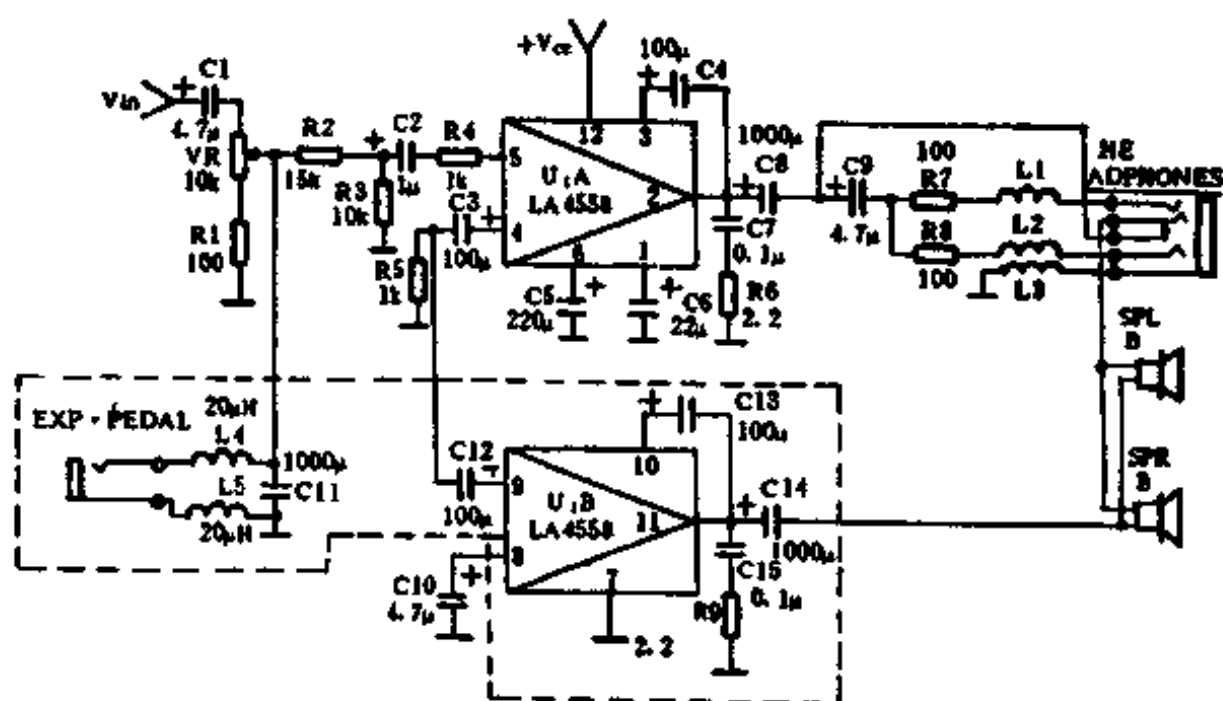 +Vcc
100μ
C4
C1
Vin
4.7μ
VR
10k
R1
100
R2
15k
C2
1μ
R3
10k
R4
1k
C3
100μ
R5
1k
12
3
5
U1A
LA4558
2
4
6
1
C5
220μ
C6
22μ
1000μ
C8
C7
0.1μ
R6
2.2
C9
4.7μ
100
R7
L1
R8
100
L2
L3
HE
ADPHONES
SPL
8
SPR
8
EXP·PEDAL
20μH
L4
1000μ
C11
L5
20μH
C12
100μ
C13
100μ
10
9
U1B
LA4558
11
8
7
C10
4.7μ
C14
1000μ
C15
0.1μ
R9
2.2